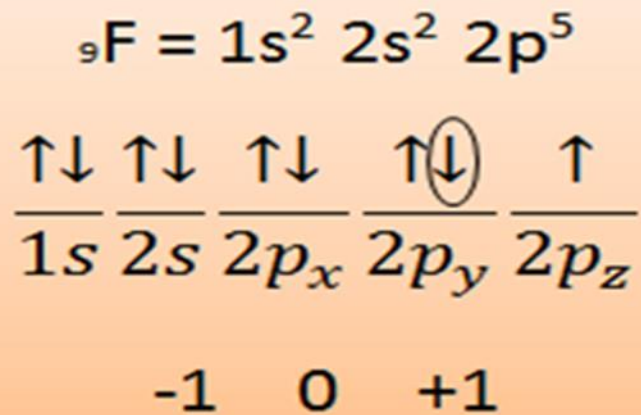 ₉F = 1s² 2s² 2p⁵
↑↓ ↑↓ ↑↓ ↑↓ ↑
1s 2s 2pₓ 2pᵧ 2p_z
-1 0 +1